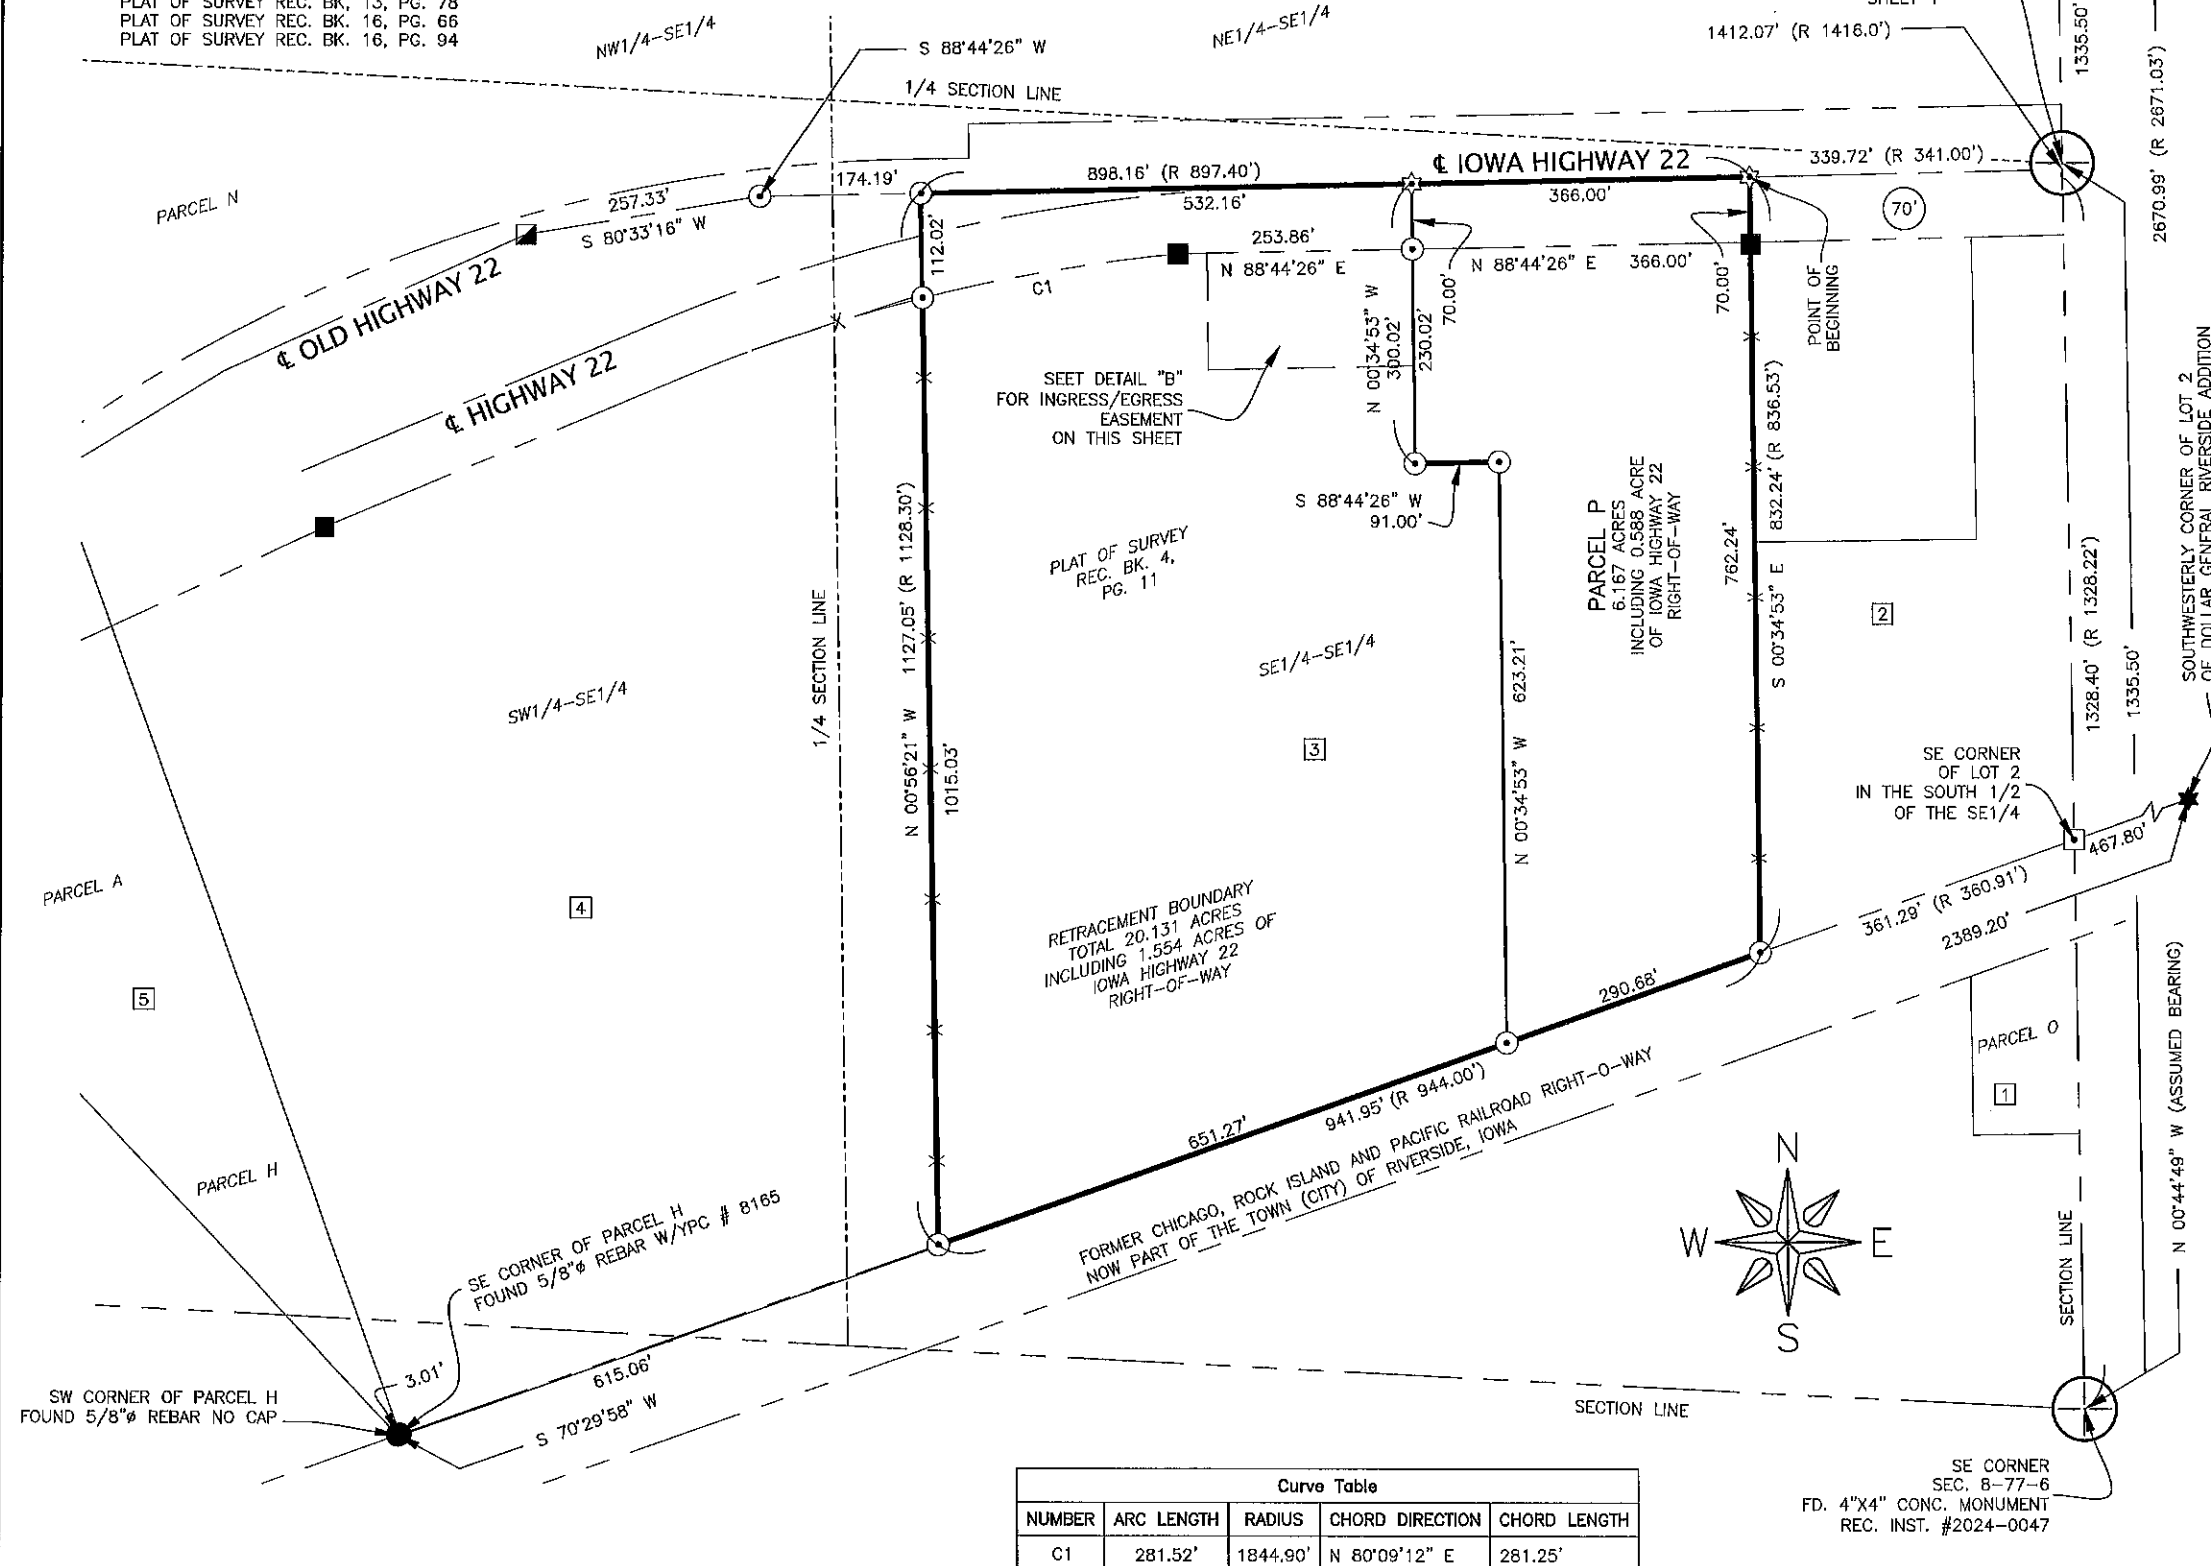 PLAT OF SURVEY REC. BK, 13, PG. 78
PLAT OF SURVEY REC. BK. 16, PG. 66
PLAT OF SURVEY REC. BK. 16, PG. 94
NW1/4-SE1/4
S 88°44'26" W
NE1/4-SE1/4
1412.07' (R 1416.0')
1335.50'
2670.99' (R 2671.03')
1/4 SECTION LINE
PARCEL N
257.33'
S 80°33'16" W
174.19'
898.16' (R 897.40')
532.16'
℄ IOWA HIGHWAY 22
366.00'
339.72' (R 341.00')
70'
112.02'
253.86'
N 88°44'26" E
C1
N 88°44'26" E
366.00'
70.00'
70.00'
POINT OF
BEGINNING
℄ OLD HIGHWAY 22
℄ HIGHWAY 22
SEET DETAIL "B"
FOR INGRESS/EGRESS
EASEMENT
ON THIS SHEET
N 00°34'53" W
300.02'
230.02'
S 88°44'26" W
91.00'
PARCEL P
6.167 ACRES
INCLUDING 0.588 ACRE
OF IOWA HIGHWAY 22
RIGHT-OF-WAY
762.24'
S 00°34'53" E 832.24' (R 836.53')
SOUTHWESTERLY CORNER OF LOT 2
OF DOLLAR GENERAL RIVERSIDE ADDITION
PLAT OF SURVEY
REC. BK. 4,
PG. 11
1/4 SECTION LINE
N 00°56'21" W 1127.05' (R 1128.30')
1015.03'
SW1/4-SE1/4
SE1/4-SE1/4
N 00°34'53" W 623.21'
2
3
1328.40' (R 1328.22')
1335.50'
SE CORNER
OF LOT 2
IN THE SOUTH 1/2
OF THE SE1/4
467.80'
PARCEL A
4
5
RETRACEMENT BOUNDARY
TOTAL 20.131 ACRES
INCLUDING 1.554 ACRES OF
IOWA HIGHWAY 22
RIGHT-OF-WAY
361.29' (R 360.91')
2389.20'
290.68'
651.27'
941.95' (R 944.00')
PARCEL O
1
N 00°44'49" W (ASSUMED BEARING)
FORMER CHICAGO, ROCK ISLAND AND PACIFIC RAILROAD RIGHT-O-WAY
NOW PART OF THE TOWN (CITY) OF RIVERSIDE, IOWA
PARCEL H
SE CORNER OF PARCEL H
FOUND 5/8"ø REBAR W/YPC # 8165
N
W
E
S
SECTION LINE
3.01'
615.06'
S 70°29'58" W
SW CORNER OF PARCEL H
FOUND 5/8"ø REBAR NO CAP
SECTION LINE
SE CORNER
SEC. 8-77-6
FD. 4"X4" CONC. MONUMENT
REC. INST. #2024-0047
Curve Table
NUMBER ARC LENGTH RADIUS CHORD DIRECTION CHORD LENGTH
C1 281.52' 1844.90' N 80°09'12" E 281.25'